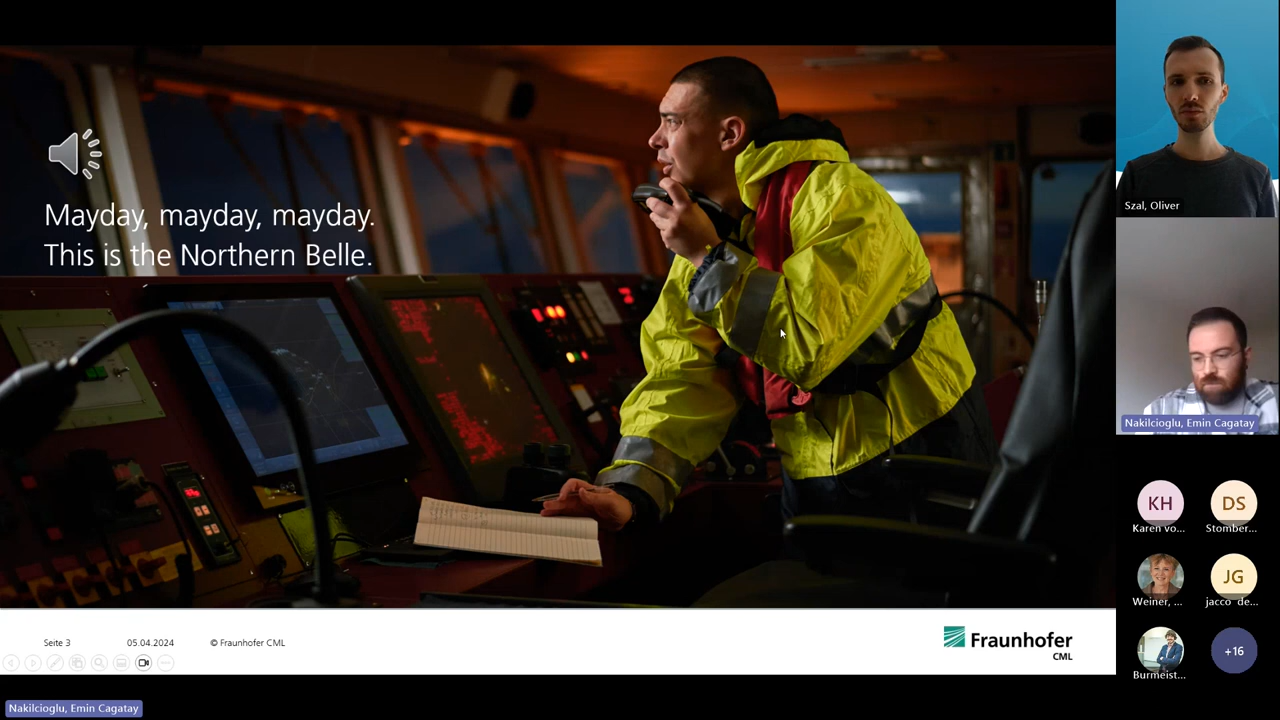 Mayday, mayday, mayday.
This is the Northern Belle.
Seite 3
05.04.2024
© Fraunhofer CML
Fraunhofer
CML
Nakilcioglu, Emin Cagatay
Szal, Oliver
Nakilcioglu, Emin Cagatay
KH
Karen vo...
DS
Stomber...
Weiner, ...
JG
jacco de...
Burmeist...
+16